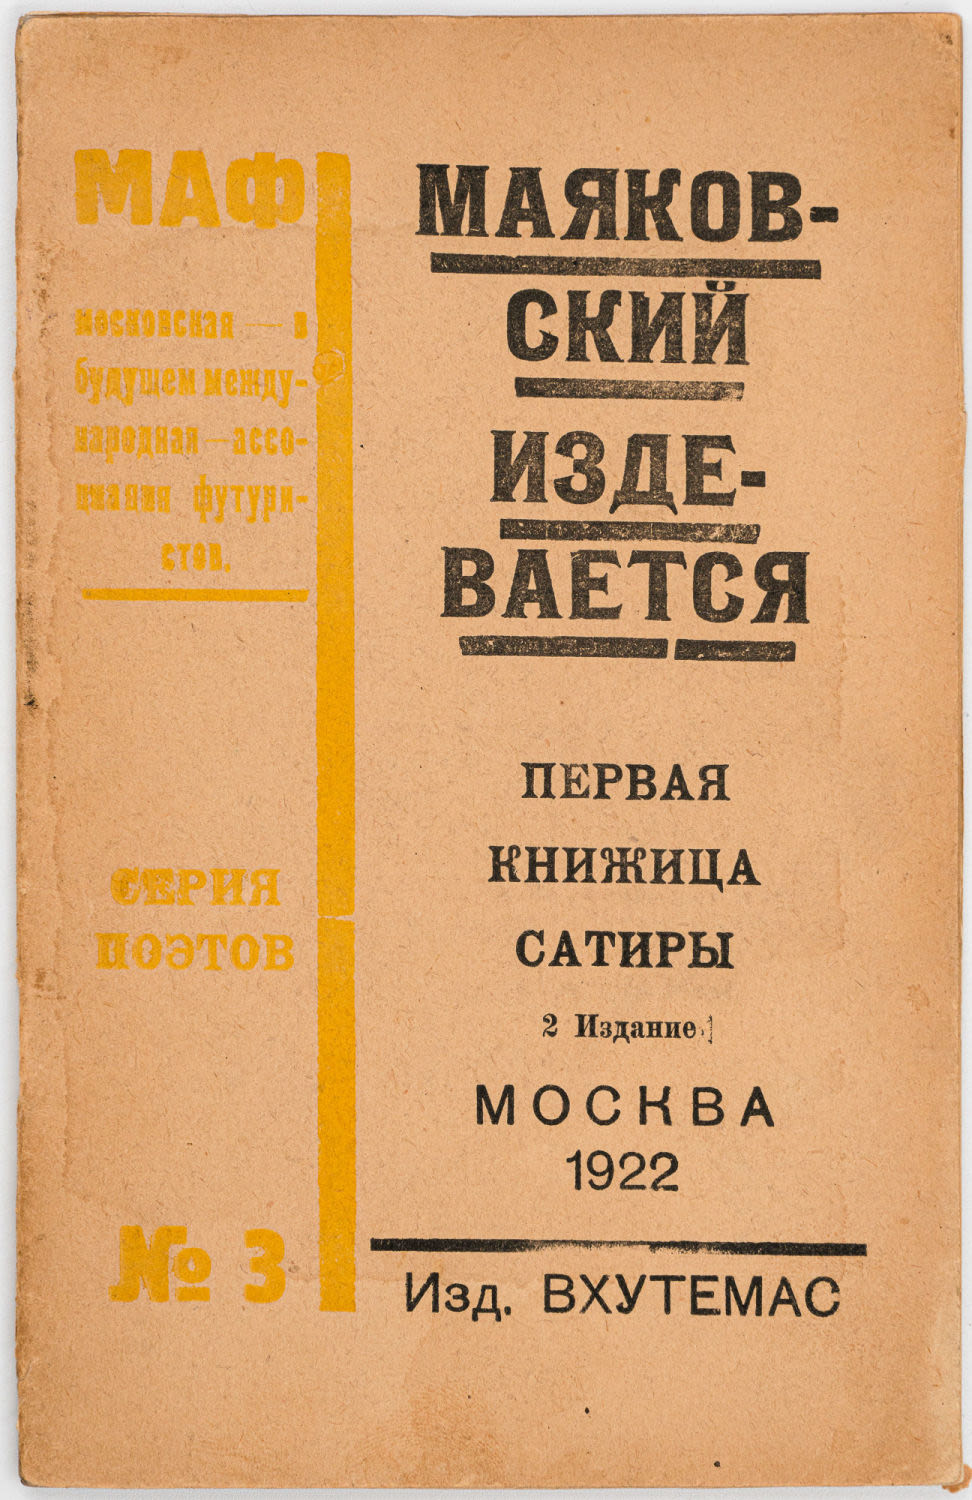 МАФ
московская — в
будущем между-
народная — ассо-
циация футури-
стов.
СЕРИЯ
ПОЭТОВ
№ 3
МАЯКОВ-
СКИЙ
ИЗДЕ-
ВАЕТСЯ
ПЕРВАЯ
КНИЖИЦА
САТИРЫ
2 Издание
МОСКВА
1922
Изд. ВХУТЕМАС